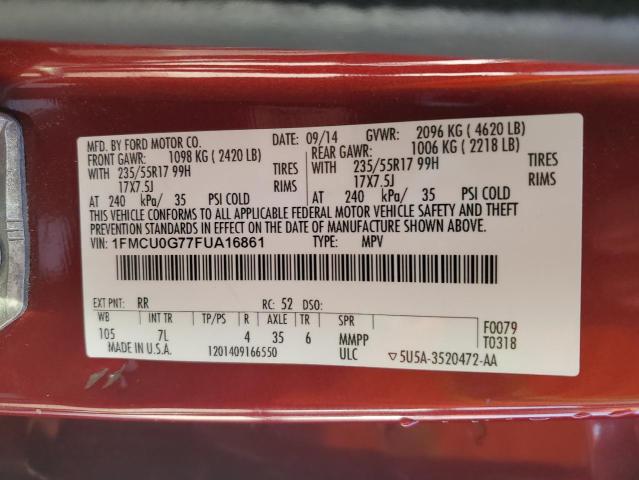 MFD. BY FORD MOTOR CO. DATE: 09/14 GVWR: 2096 KG ( 4620 LB)
FRONT GAWR: 1098 KG ( 2420 LB) REAR GAWR: 1006 KG ( 2218 LB)
WITH 235/55R17 99H TIRES WITH 235/55R17 99H TIRES
17X7.5J RIMS 17X7.5J RIMS
AT 240 kPa/ 35 PSI COLD AT 240 kPa/ 35 PSI COLD
THIS VEHICLE CONFORMS TO ALL APPLICABLE FEDERAL MOTOR VEHICLE SAFETY AND THEFT
PREVENTION STANDARDS IN EFFECT ON THE DATE OF MANUFACTURE SHOWN ABOVE.
VIN: 1FMCU0G77FUA16861 TYPE: MPV
EXT PNT: RR RC: 52 DSO:
WB INT TR TP/PS R AXLE TR SPR F0079
105 7L 4 35 6 MMPP T0318
MADE IN U.S.A. 1201409166550 ULC ▽5U5A-3520472-AA